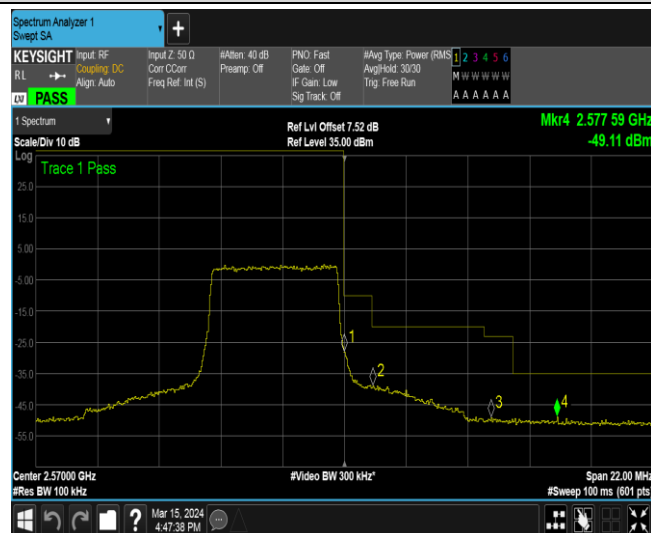 Spectrum Analyzer 1
Swept SA
+
KEYSIGHT Input: RF Input Z: 50 Ω #Atten: 40 dB PNO: Fast #Avg Type: Power (RMS 1 2 3 4 5 6
RL Coupling: DC Corr CCorr Preamp: Off Gate: Off Avg|Hold: 30/30 M W W W W W
Align: Auto Freq Ref: Int (S) IF Gain: Low Trig: Free Run
LXI PASS Sig Track: Off A A A A A A
1 Spectrum Ref Lvl Offset 7.52 dB Mkr4 2.577 59 GHz
Scale/Div 10 dB Ref Level 35.00 dBm -49.11 dBm
Log
Trace 1 Pass
25.0
15.0
5.00
-5.00
-15.0
1
-25.0
2
-35.0
3 4
-45.0
-55.0
Center 2.57000 GHz #Video BW 300 kHz* Span 22.00 MHz
#Res BW 100 kHz #Sweep 100 ms (601 pts)
? Mar 15, 2024
4:47:38 PM